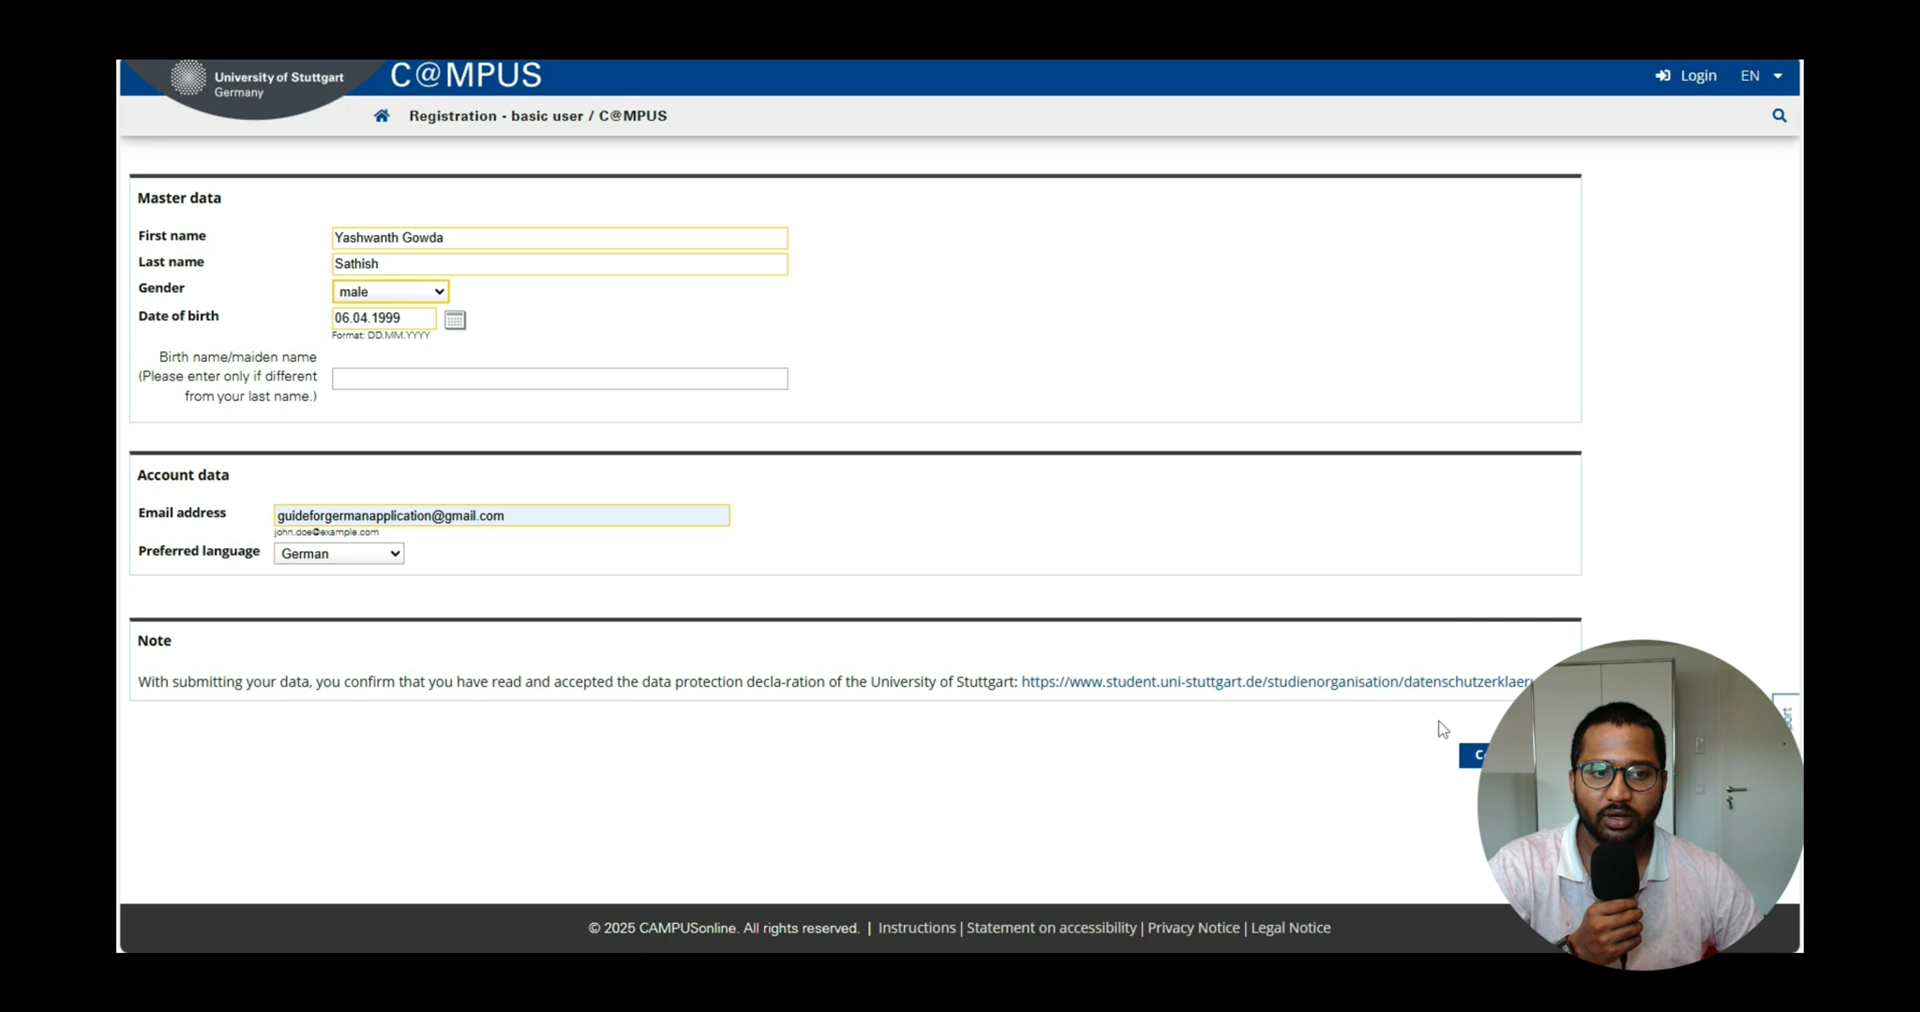 University of Stuttgart
Germany
C@MPUS
Login
EN
Registration - basic user / C@MPUS
Master data
First name
Yashwanth Gowda
Last name
Sathish
Gender
male
Date of birth
06.04.1999
Format: DD.MM.YYYY
Birth name/maiden name
(Please enter only if different
from your last name.)
Account data
Email address
guideforgermanapplication@gmail.com
john.doe@example.com
Preferred language
German
Note
With submitting your data, you confirm that you have read and accepted the data protection decla-ration of the University of Stuttgart: https://www.student.uni-stuttgart.de/studienorganisation/datenschutzerklaer
© 2025 CAMPUSonline. All rights reserved. | Instructions | Statement on accessibility | Privacy Notice | Legal Notice